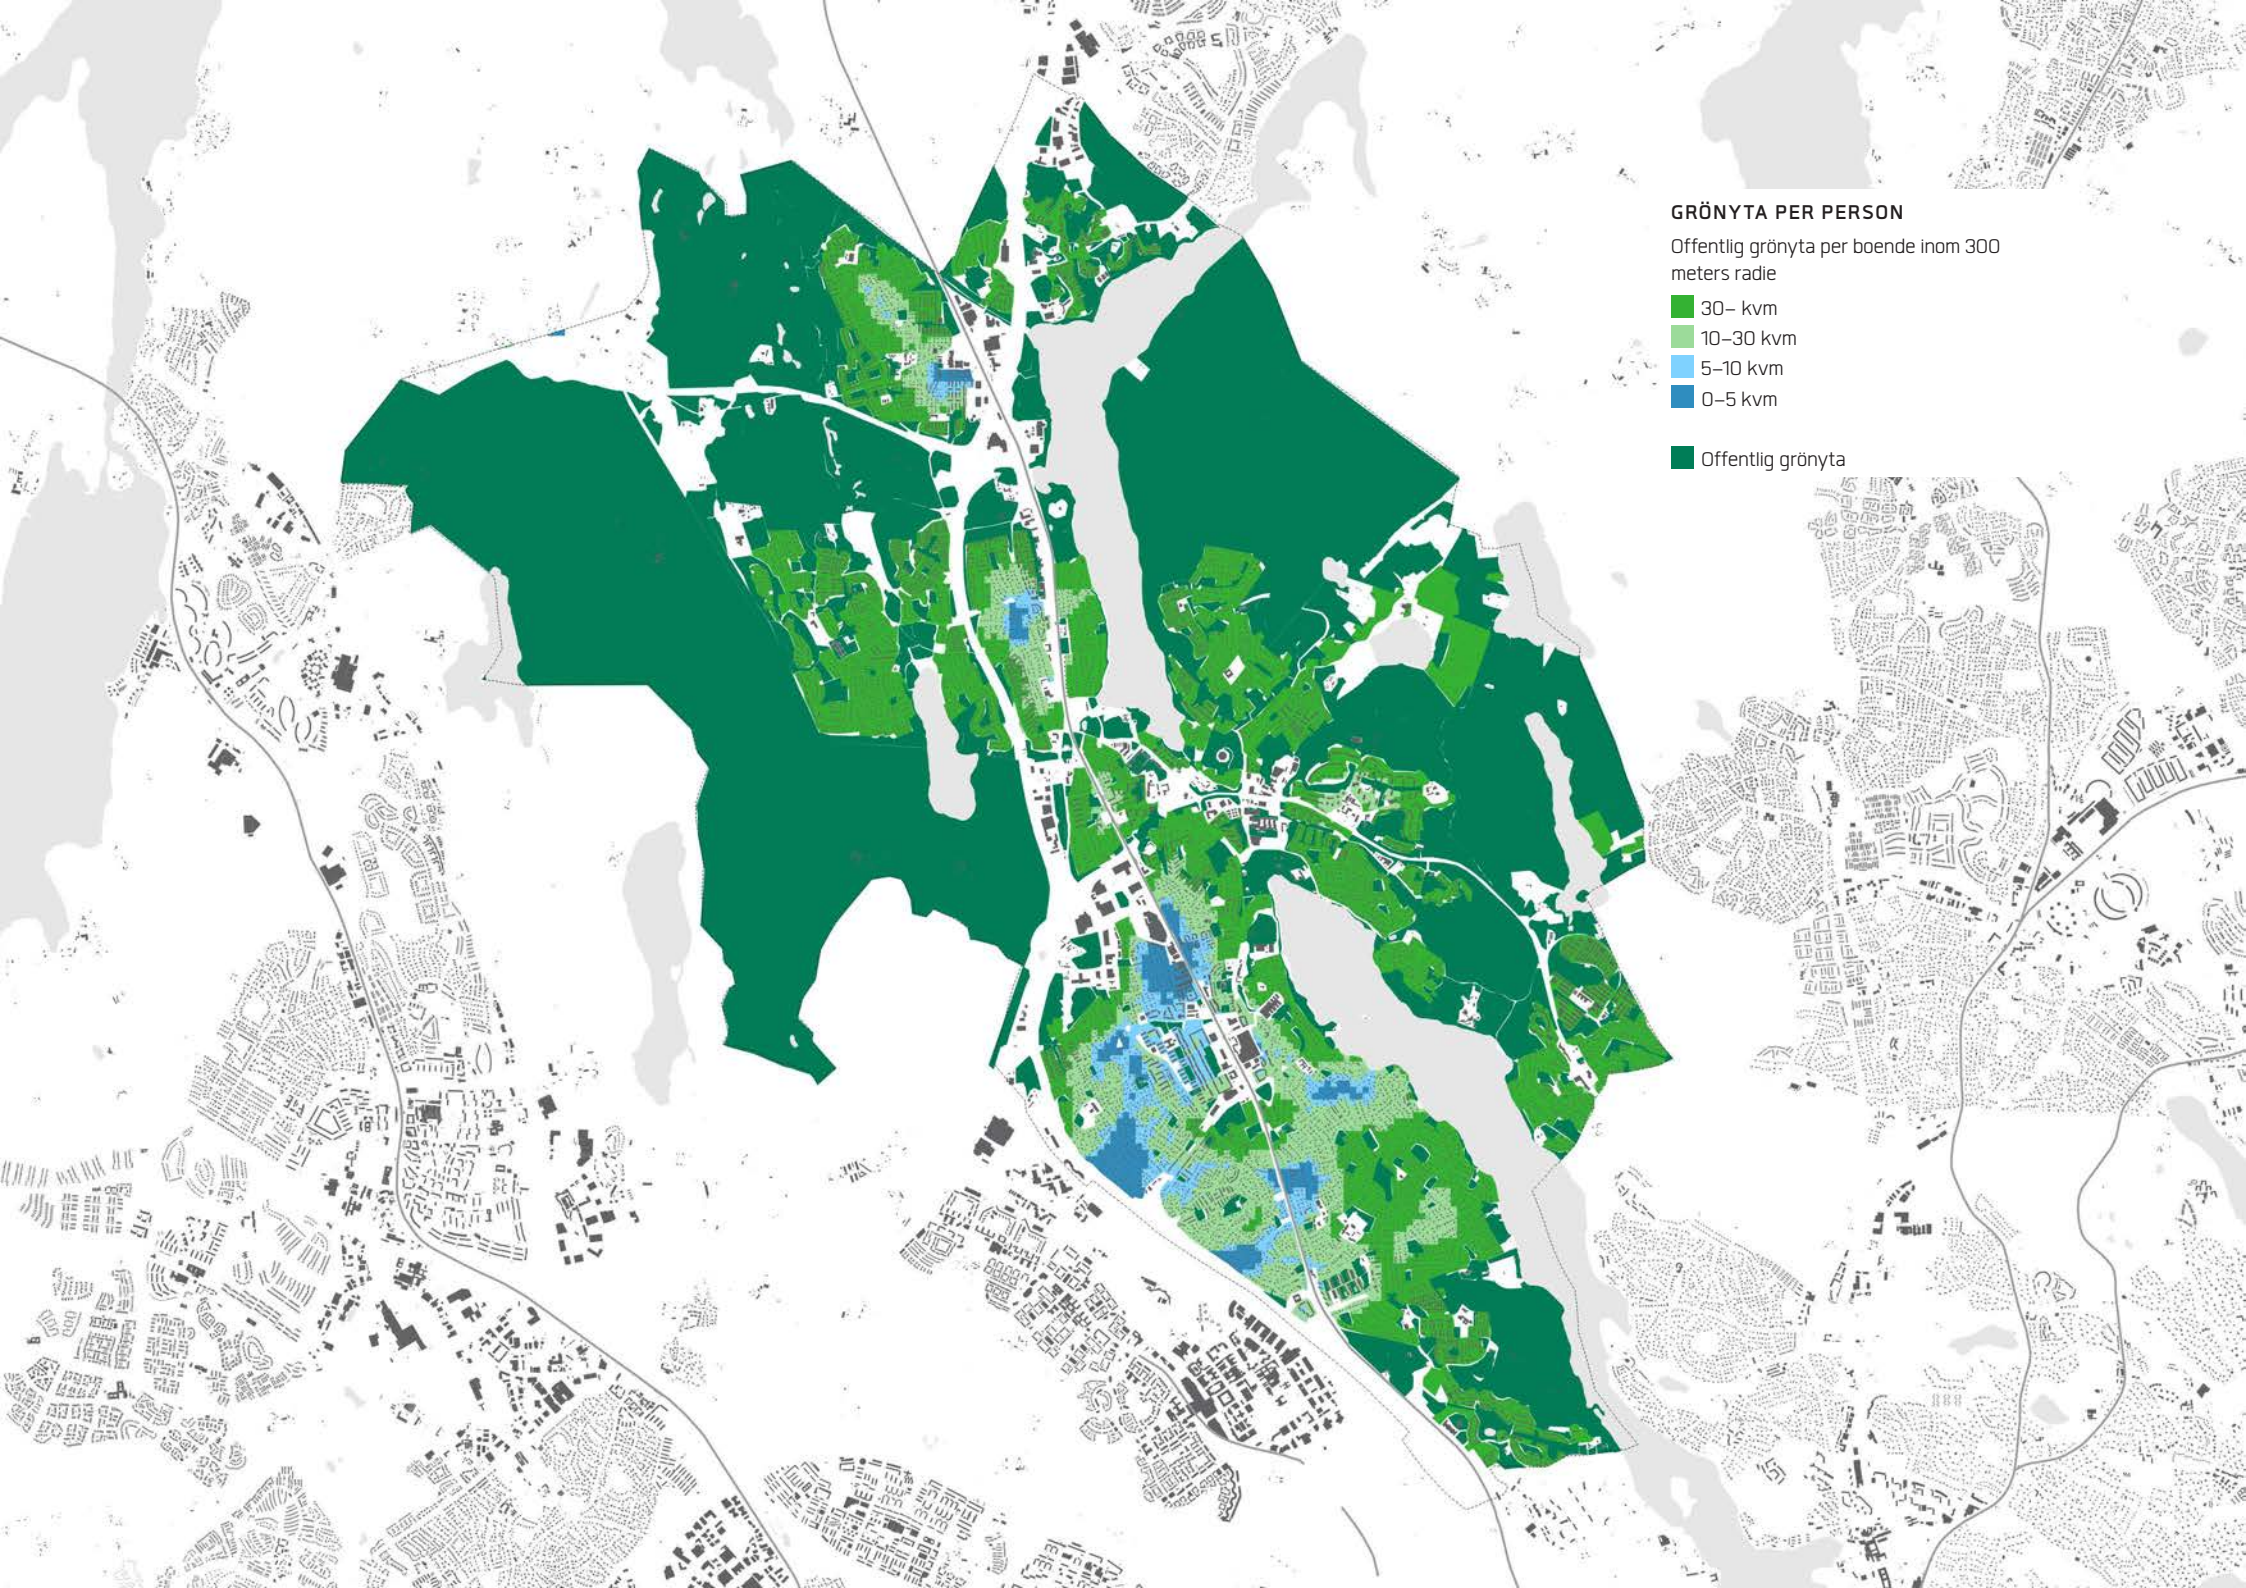 GRÖNYTA PER PERSON
Offentlig grönyta per boende inom 300
meters radie
30– kvm
10–30 kvm
5–10 kvm
0–5 kvm
Offentlig grönyta